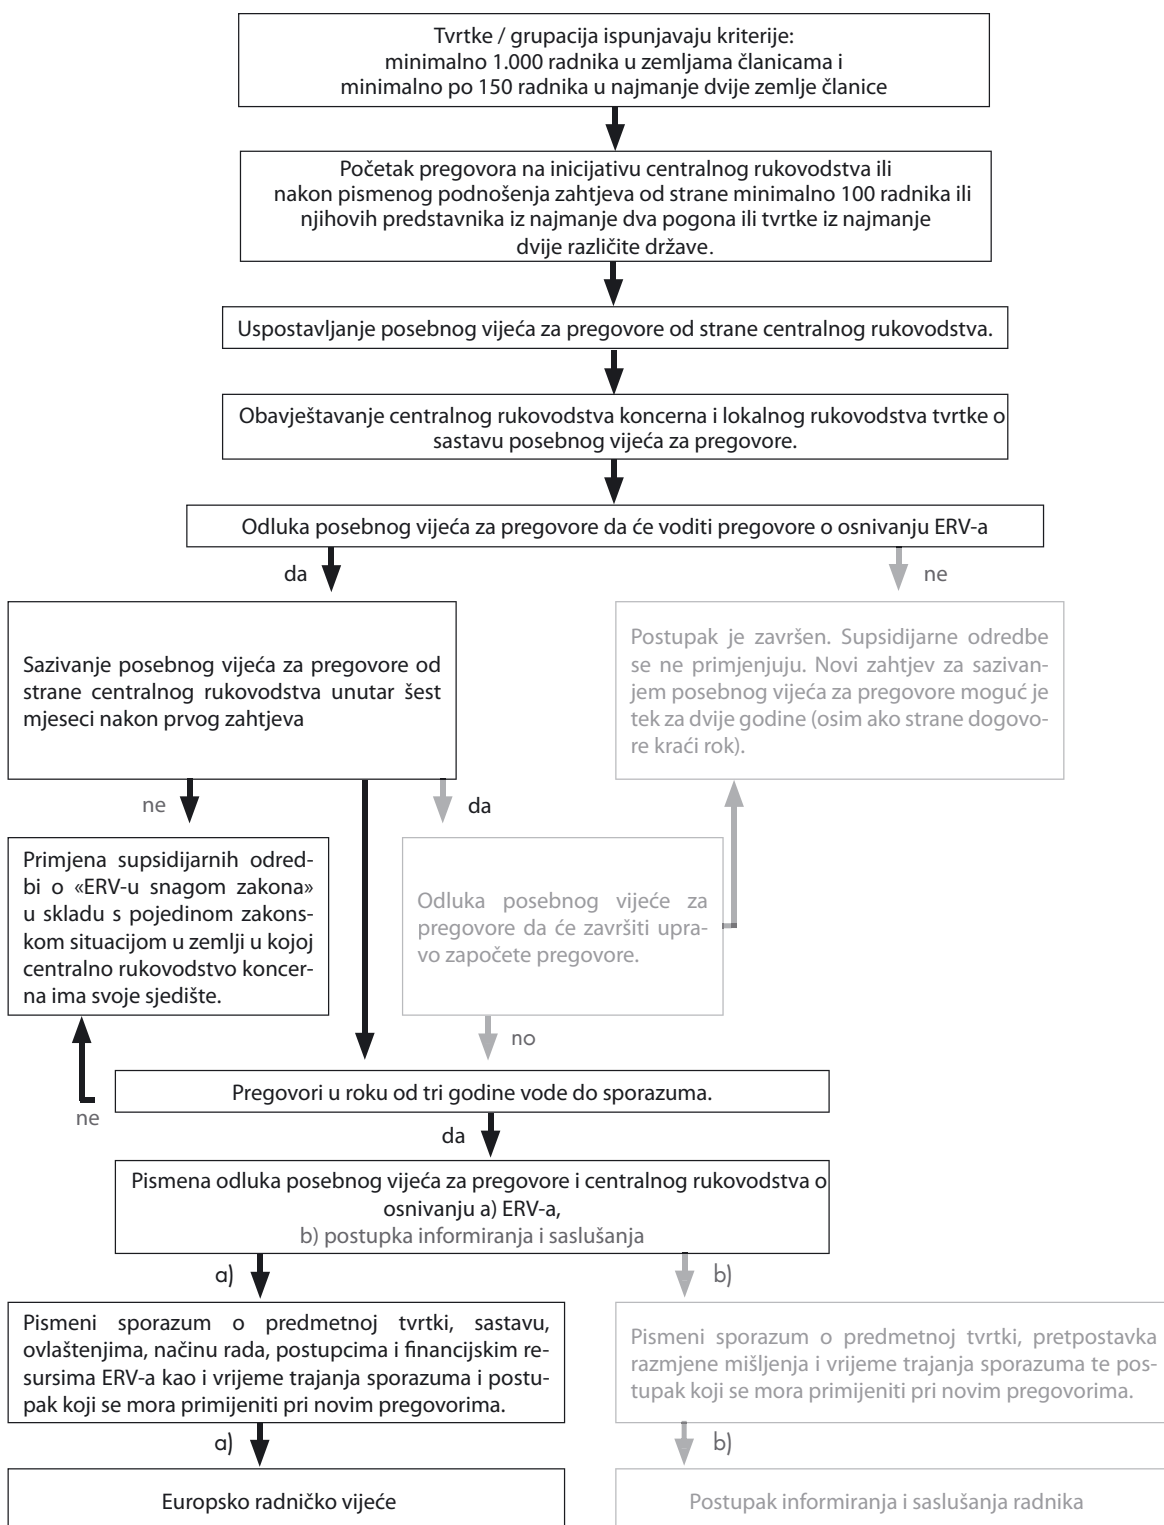 Tvrtke / grupacija ispunjavaju kriterije:
minimalno 1.000 radnika u zemljama članicama i
minimalno po 150 radnika u najmanje dvije zemlje članice
Početak pregovora na inicijativu centralnog rukovodstva ili
nakon pismenog podnošenja zahtjeva od strane minimalno 100 radnika ili
njihovih predstavnika iz najmanje dva pogona ili tvrtke iz najmanje
dvije različite države.
Uspostavljanje posebnog vijeća za pregovore od strane centralnog rukovodstva.
Obavještavanje centralnog rukovodstva koncerna i lokalnog rukovodstva tvrtke o
sastavu posebnog vijeća za pregovore.
Odluka posebnog vijeća za pregovore da će voditi pregovore o osnivanju ERV-a
da
ne
Sazivanje posebnog vijeća za pregovore od
strane centralnog rukovodstva unutar šest
mjeseci nakon prvog zahtjeva
Postupak je završen. Supsidijarne odredbe
se ne primjenjuju. Novi zahtjev za sazivan-
jem posebnog vijeća za pregovore moguć je
tek za dvije godine (osim ako strane dogovo-
re kraći rok).
ne
da
Primjena supsidijarnih odred-
bi o «ERV-u snagom zakona»
u skladu s pojedinom zakons-
kom situacijom u zemlji u kojoj
centralno rukovodstvo koncer-
na ima svoje sjedište.
Odluka posebnog vijeće za
pregovore da će završiti upra-
vo započete pregovore.
no
ne
Pregovori u roku od tri godine vode do sporazuma.
da
Pismena odluka posebnog vijeća za pregovore i centralnog rukovodstva o
osnivanju a) ERV-a,
b) postupka informiranja i saslušanja
a)
b)
Pismeni sporazum o predmetnoj tvrtki, sastavu,
ovlaštenjima, načinu rada, postupcima i financijskim re-
sursima ERV-a kao i vrijeme trajanja sporazuma i postu-
pak koji se mora primijeniti pri novim pregovorima.
Pismeni sporazum o predmetnoj tvrtki, pretpostavka
razmjene mišljenja i vrijeme trajanja sporazuma te pos-
tupak koji se mora primijeniti pri novim pregovorima.
a)
b)
Europsko radničko vijeće
Postupak informiranja i saslušanja radnika